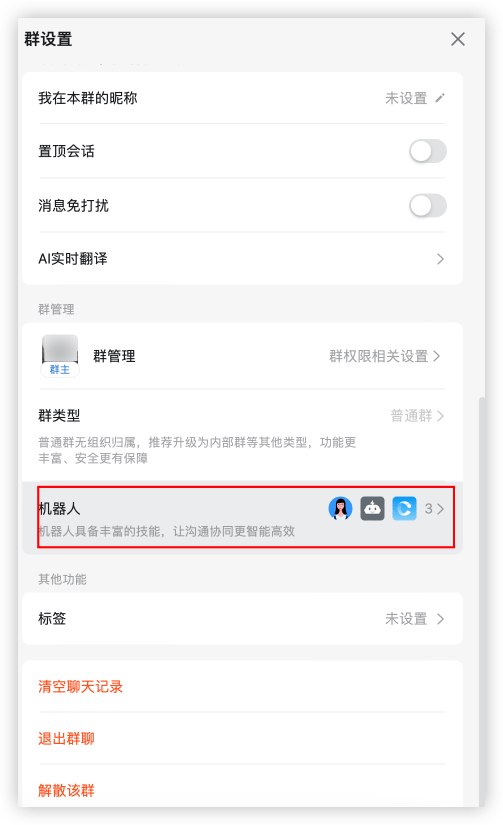 群设置
我在本群的昵称
未设置
置顶会话
消息免打扰
AI实时翻译
群管理
群主
群管理
群权限相关设置
群类型
普通群
普通群无组织归属，推荐升级为内部群等其他类型，功能更
丰富、安全更有保障
机器人
3
机器人具备丰富的技能，让沟通协同更智能高效
其他功能
标签
未设置
清空聊天记录
退出群聊
解散该群